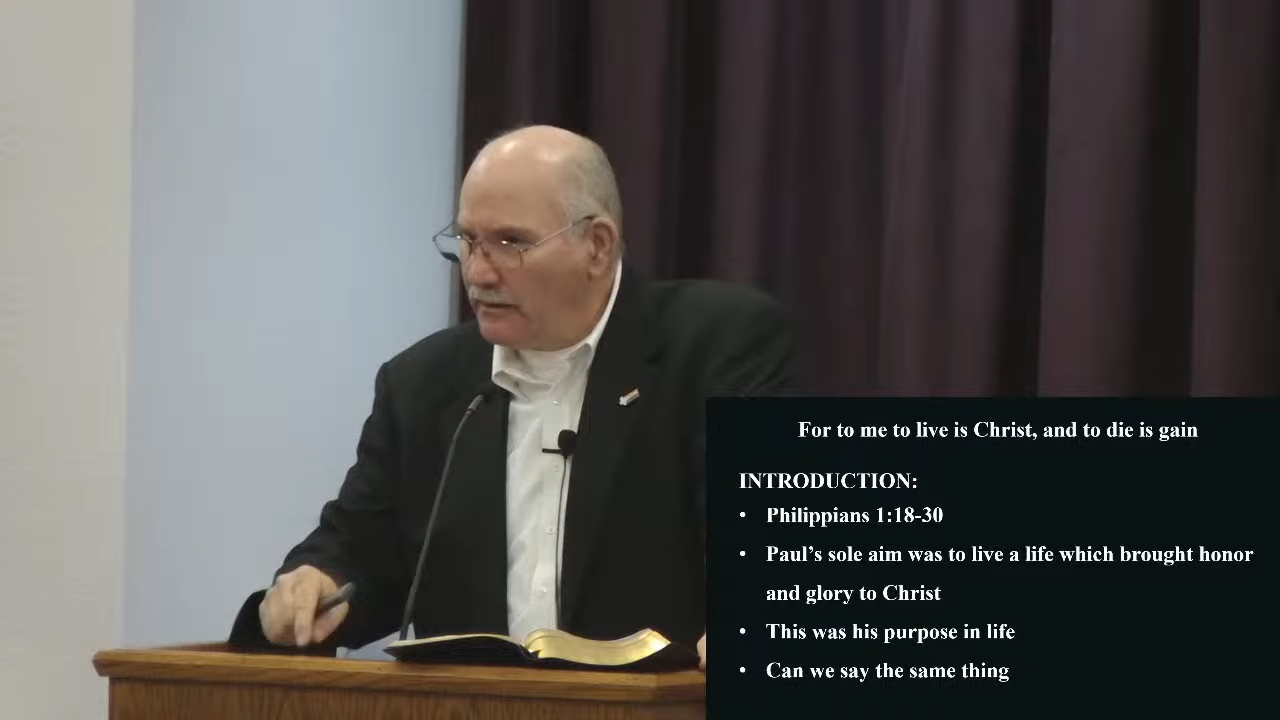 For to me to live is Christ, and to die is gain
INTRODUCTION:
• Philippians 1:18-30
• Paul’s sole aim was to live a life which brought honor
and glory to Christ
• This was his purpose in life
• Can we say the same thing